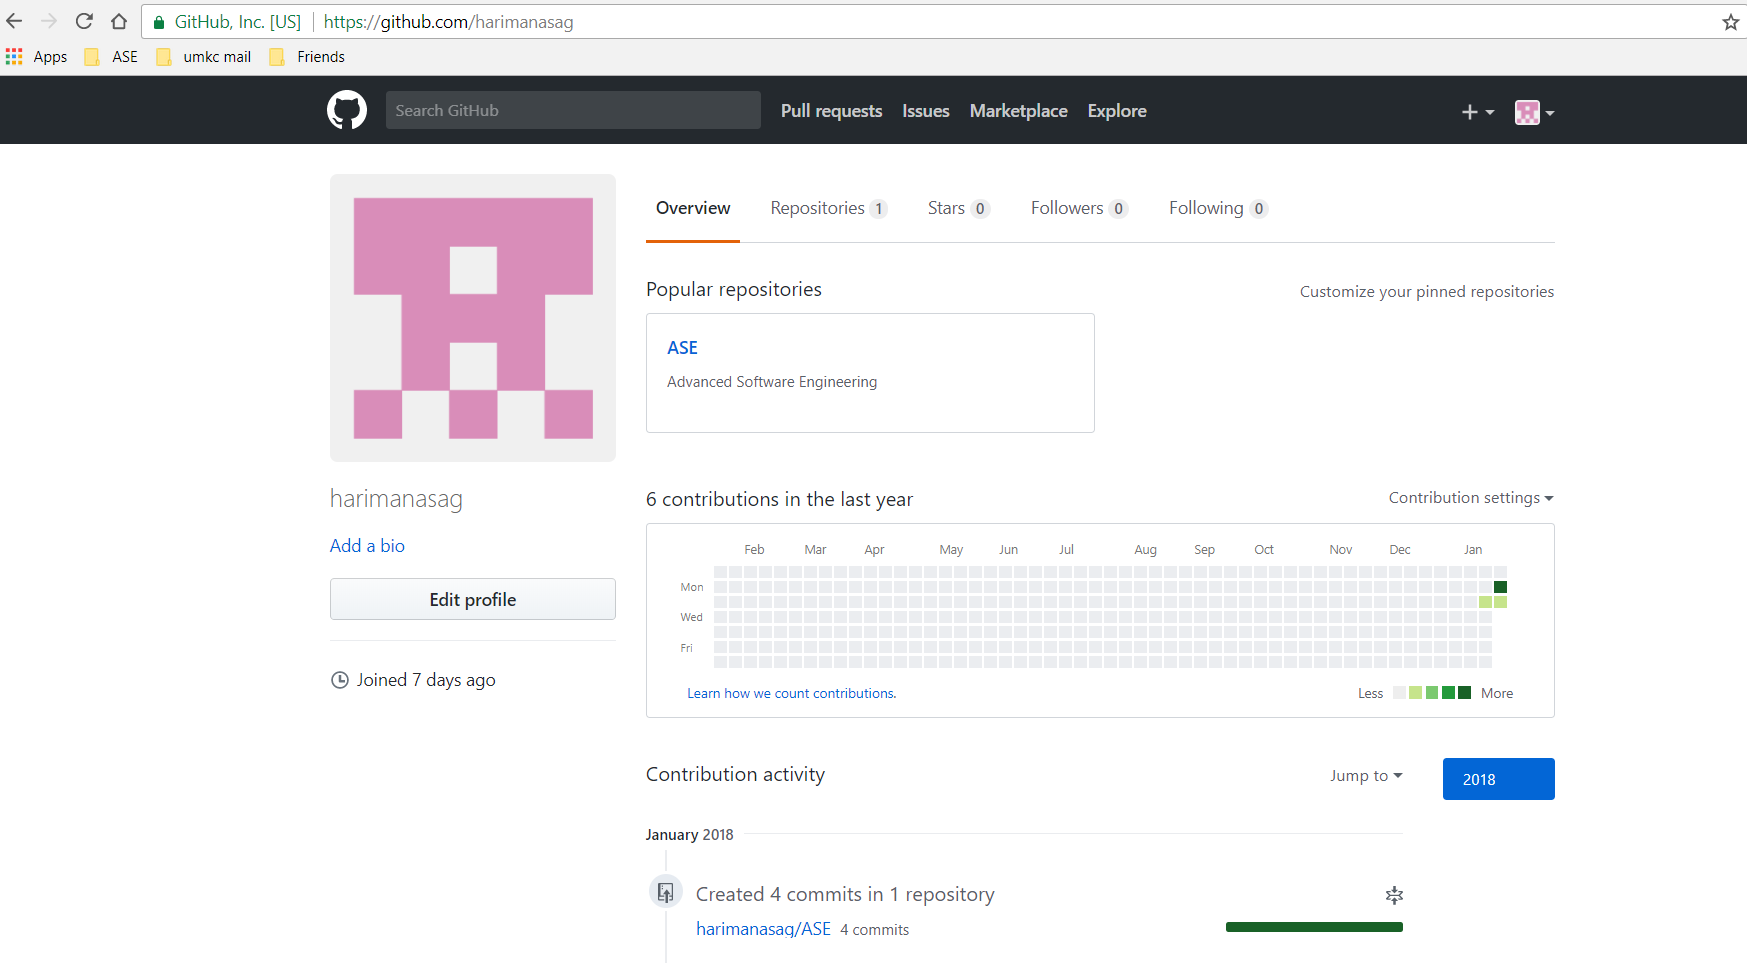 GitHub, Inc. [US] https://github.com/harimanasag
Apps ASE umkc mail Friends
Search GitHub Pull requests Issues Marketplace Explore
Overview Repositories 1 Stars 0 Followers 0 Following 0
Popular repositories Customize your pinned repositories
ASE
Advanced Software Engineering
harimanasag
Add a bio
Edit profile
Joined 7 days ago
6 contributions in the last year Contribution settings
Feb Mar Apr May Jun Jul Aug Sep Oct Nov Dec Jan
Mon
Wed
Fri
Learn how we count contributions. Less More
Contribution activity Jump to 2018
January 2018
Created 4 commits in 1 repository
harimanasag/ASE 4 commits